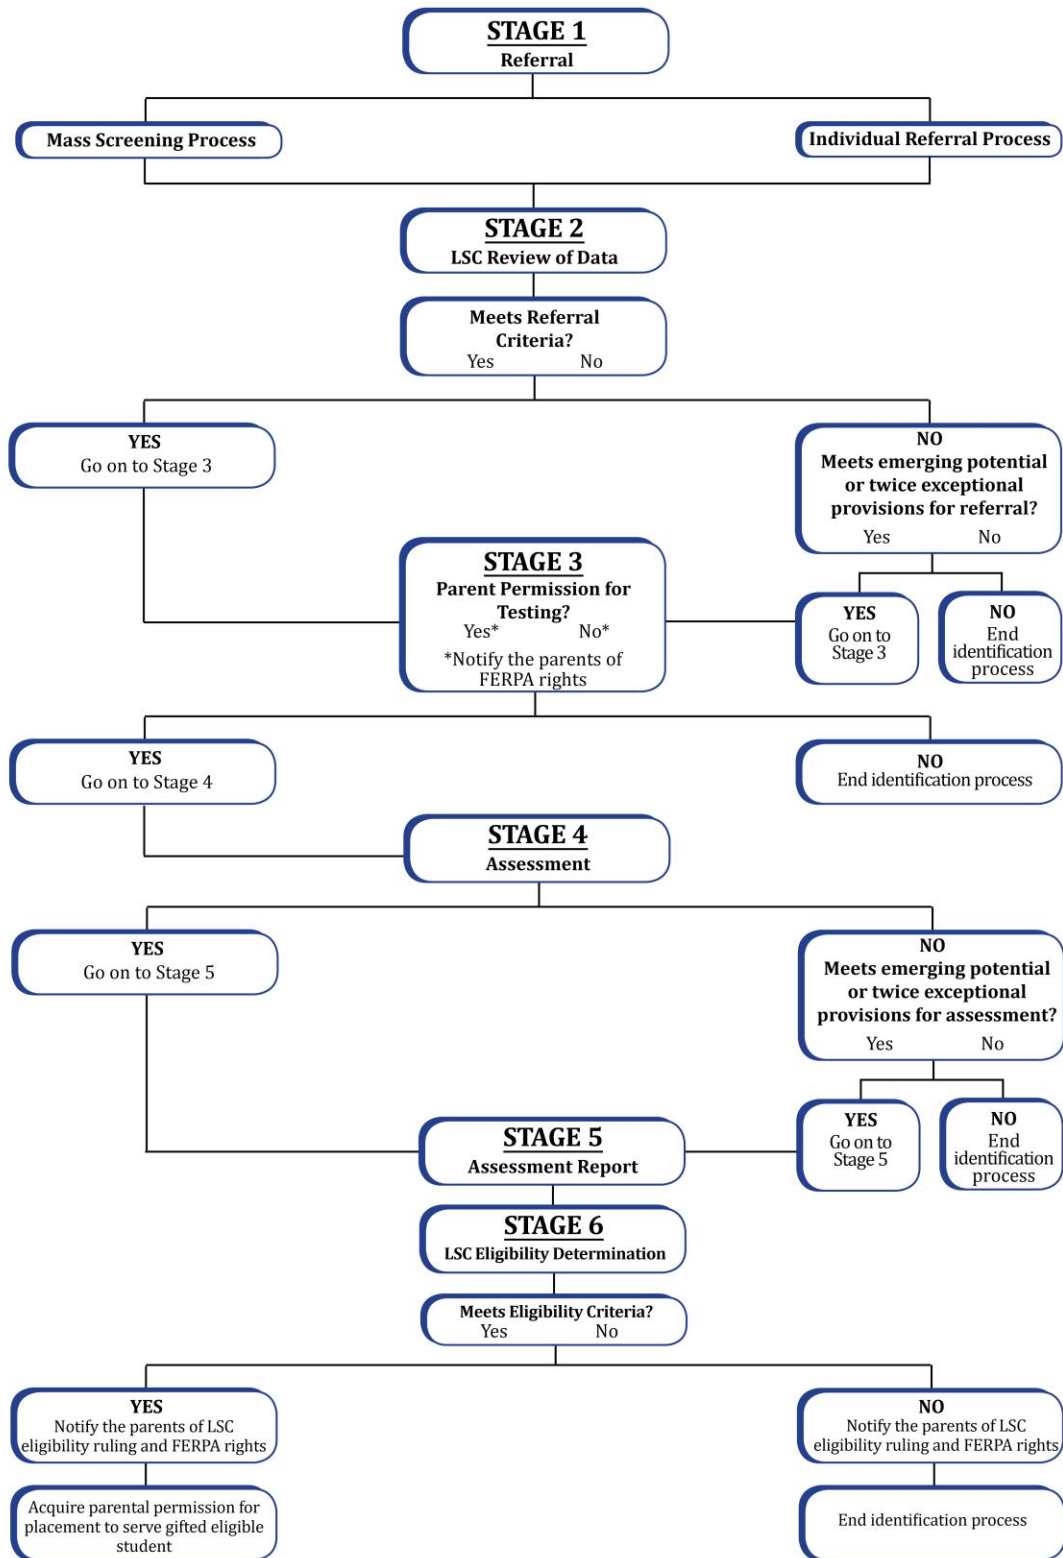 STAGE 1
Referral
Mass Screening Process
Individual Referral Process
STAGE 2
LSC Review of Data
Meets Referral
Criteria?
Yes No
YES
Go on to Stage 3
NO
Meets emerging potential
or twice exceptional
provisions for referral?
Yes No
STAGE 3
Parent Permission for
Testing?
Yes* No*
*Notify the parents of
FERPA rights
YES
Go on to
Stage 3
NO
End
identification
process
YES
Go on to Stage 4
NO
End identification process
STAGE 4
Assessment
YES
Go on to Stage 5
NO
Meets emerging potential
or twice exceptional
provisions for assessment?
Yes No
YES
Go on to
Stage 5
NO
End
identification
process
STAGE 5
Assessment Report
STAGE 6
LSC Eligibility Determination
Meets Eligibility Criteria?
Yes No
YES
Notify the parents of LSC
eligibility ruling and FERPA rights
NO
Notify the parents of LSC
eligibility ruling and FERPA rights
Acquire parental permission for
placement to serve gifted eligible
student
End identification process